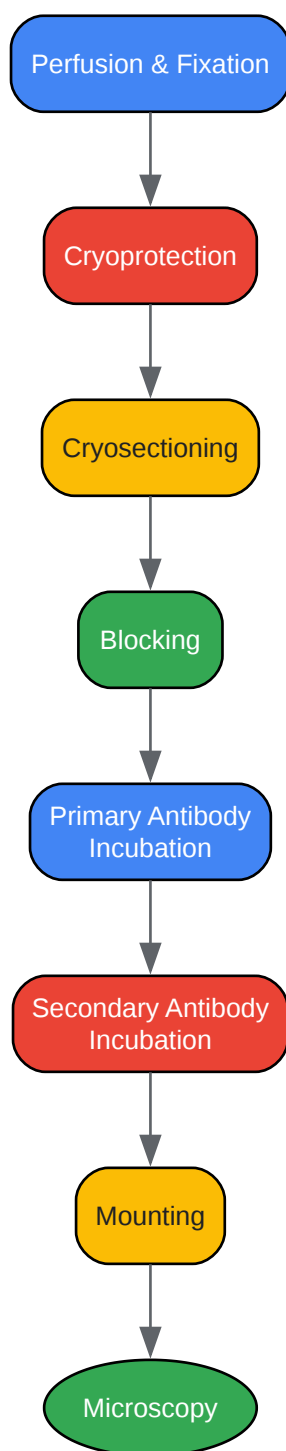 Perfusion & Fixation
Cryoprotection
Cryosectioning
Blocking
Primary Antibody
Incubation
Secondary Antibody
Incubation
Mounting
Microscopy